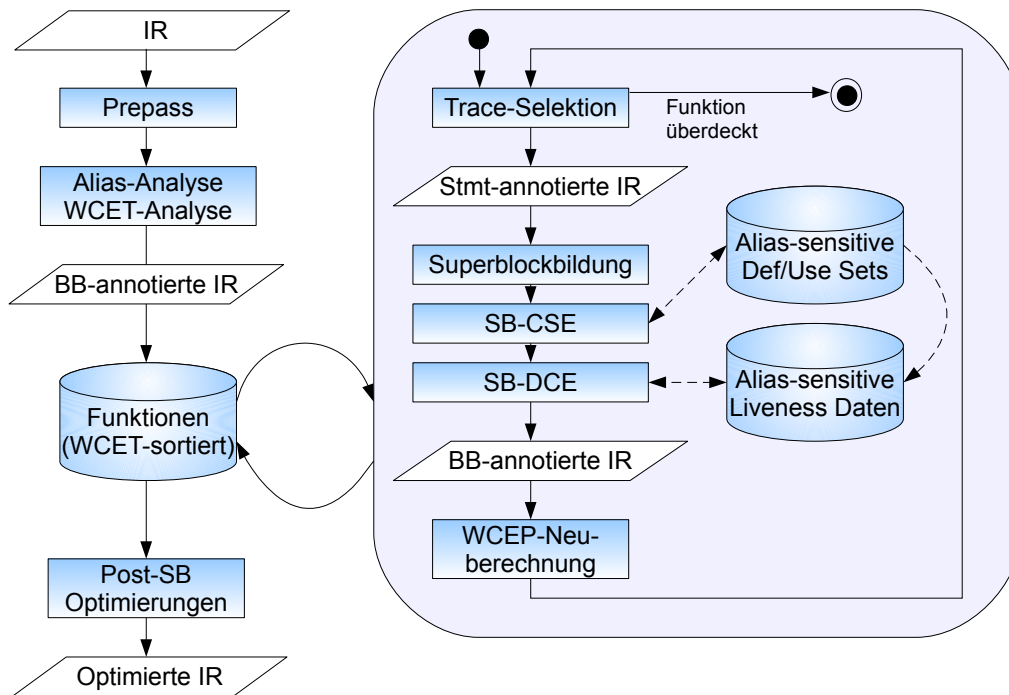 IR
Prepass
Alias-Analyse
WCET-Analyse
BB-annotierte IR
Funktionen
(WCET-sortiert)
Post-SB
Optimierungen
Optimierte IR
Trace-Selektion
Funktion
überdeckt
Stmt-annotierte IR
Superblockbildung
SB-CSE
SB-DCE
BB-annotierte IR
WCEP-Neu-
berechnung
Alias-sensitive
Def/Use Sets
Alias-sensitive
Liveness Daten